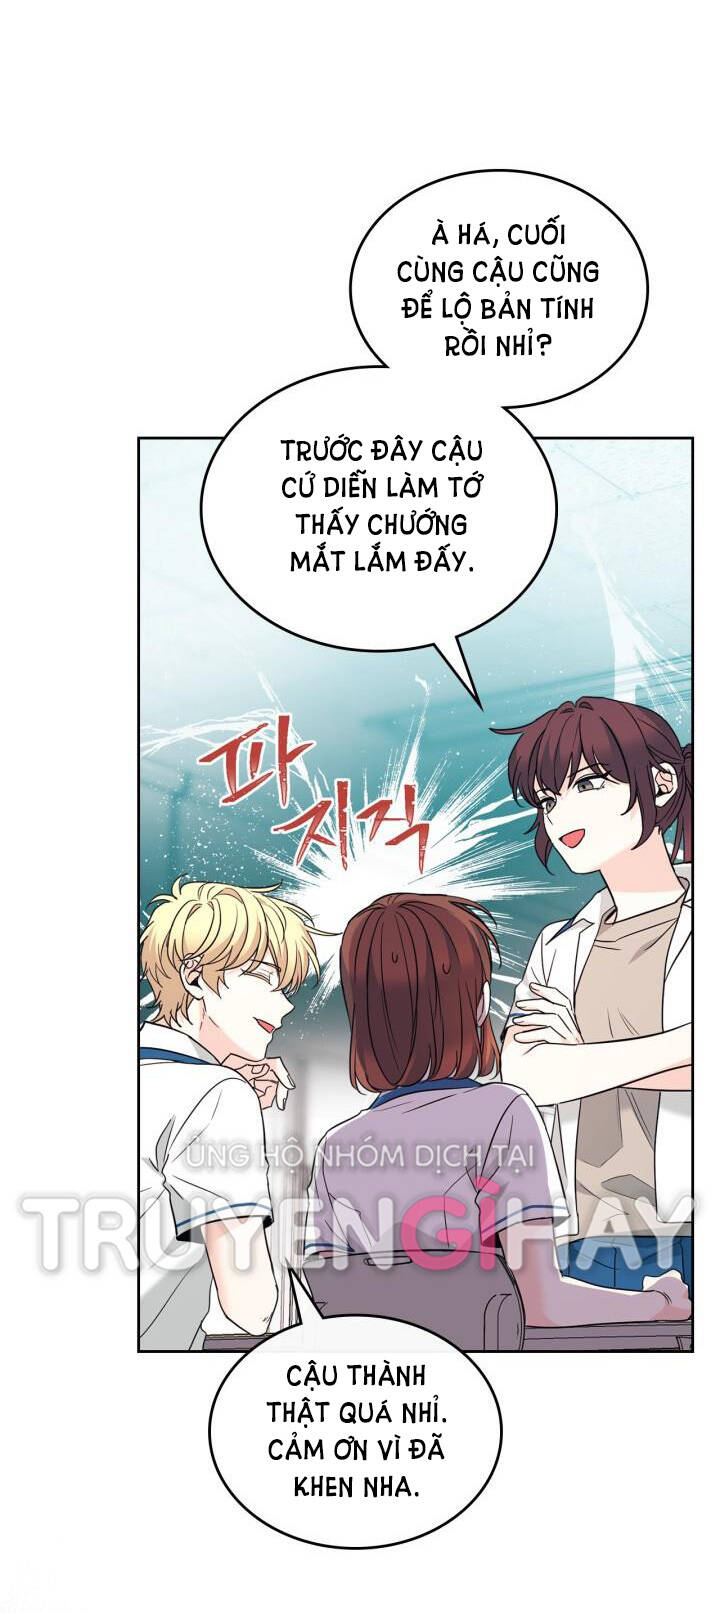 À HÁ, CUỐI
CÙNG CẬU CŨNG
ĐỂ LỘ BẢN TÍNH
RỒI NHỈ?
TRƯỚC ĐÂY CẬU
CỨ DIỄN LÀM TỚ
THẤY CHƯỚNG
MẮT LẮM ĐẤY.
파
지직
ỦNG HỘ NHÓM DỊCH TẠI
TRUYENGIHAY
CẬU THÀNH
THẬT QUÁ NHỈ.
CẢM ƠN VÌ ĐÃ
KHEN NHA.